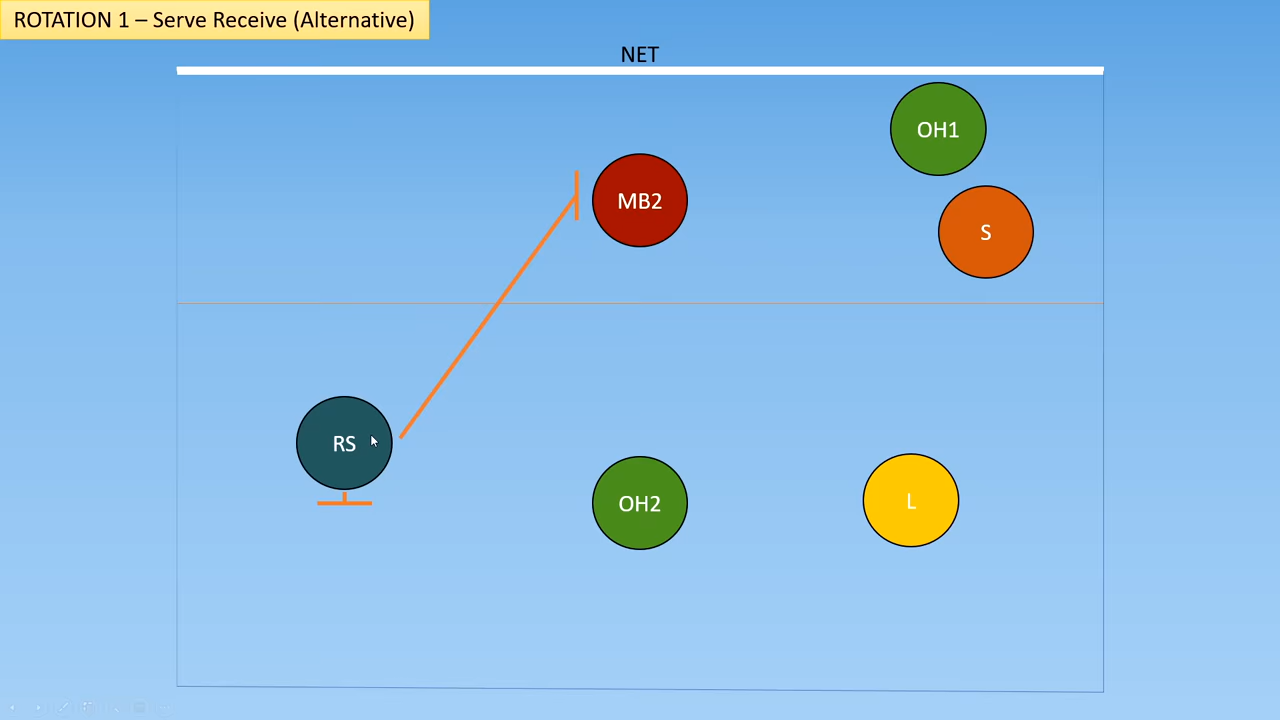 ROTATION 1 – Serve Receive (Alternative)
NET
OH1
MB2
S
RS
OH2
L